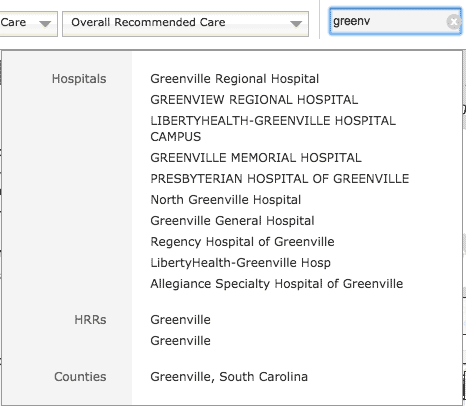 Care
Overall Recommended Care
greenv
Hospitals
Greenville Regional Hospital
GREENVIEW REGIONAL HOSPITAL
LIBERTYHEALTH-GREENVILLE HOSPITAL
CAMPUS
GREENVILLE MEMORIAL HOSPITAL
PRESBYTERIAN HOSPITAL OF GREENVILLE
North Greenville Hospital
Greenville General Hospital
Regency Hospital of Greenville
LibertyHealth-Greenville Hosp
Allegiance Specialty Hospital of Greenville
HRRs
Greenville
Greenville
Counties
Greenville, South Carolina